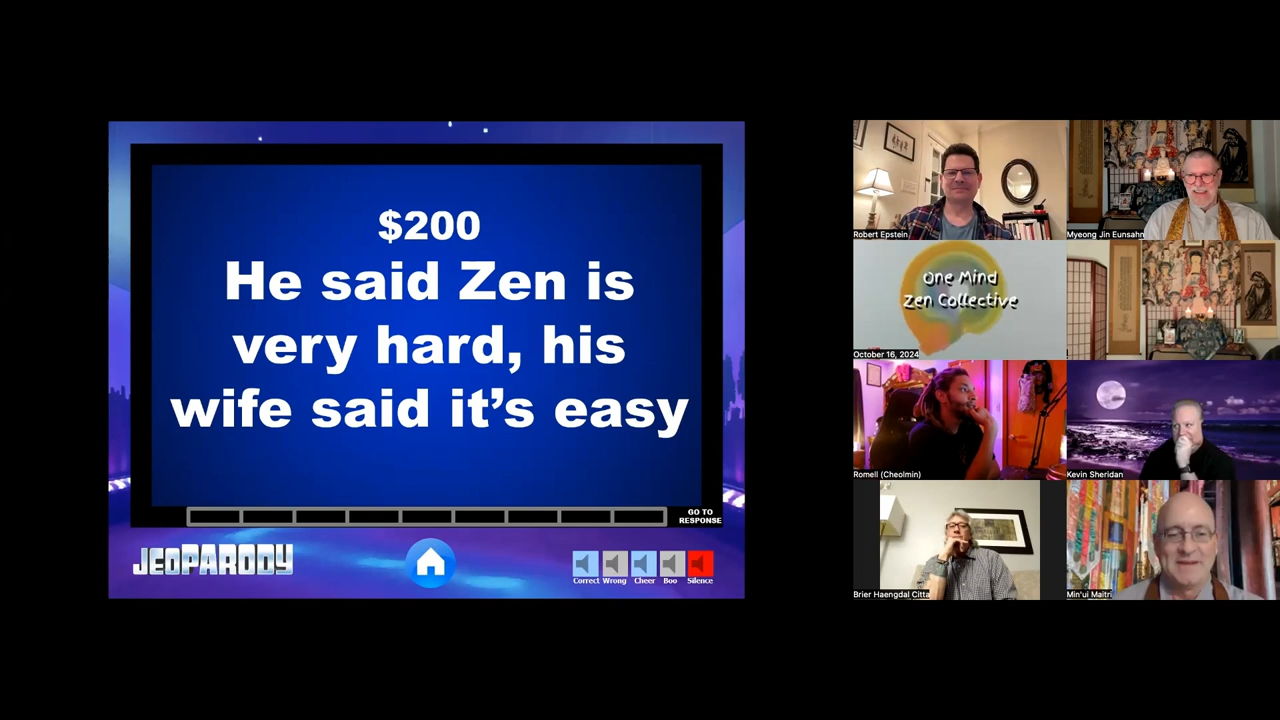 $200
He said Zen is
very hard, his
wife said it’s easy
GO TO
RESPONSE
JEOPARODY
Correct Wrong Cheer Boo Silence
Robert Epstein
Myeong Jin Eunsahn
One Mind
Zen Collective
October 16, 2024
Romell (Cheolmin)
Kevin Sheridan
Brier Haengdal Citta
Min'ui Maitri